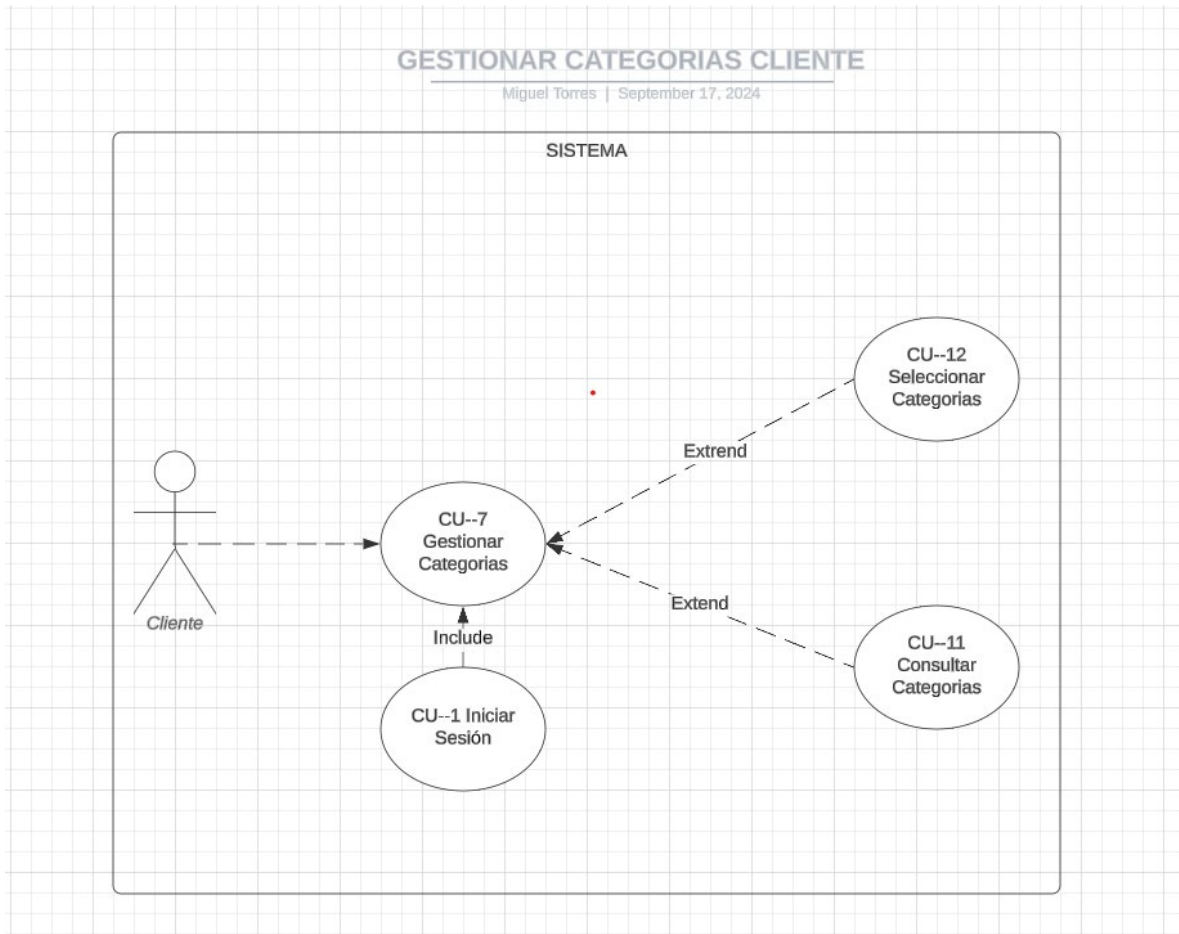 GESTIONAR CATEGORIAS CLIENTE
Miguel Torres | September 17, 2024
SISTEMA
CU--12
Seleccionar
Categorias
Extrend
CU--7
Gestionar
Categorias
Cliente
Extend
Include
CU--11
Consultar
Categorias
CU--1 Iniciar
Sesión